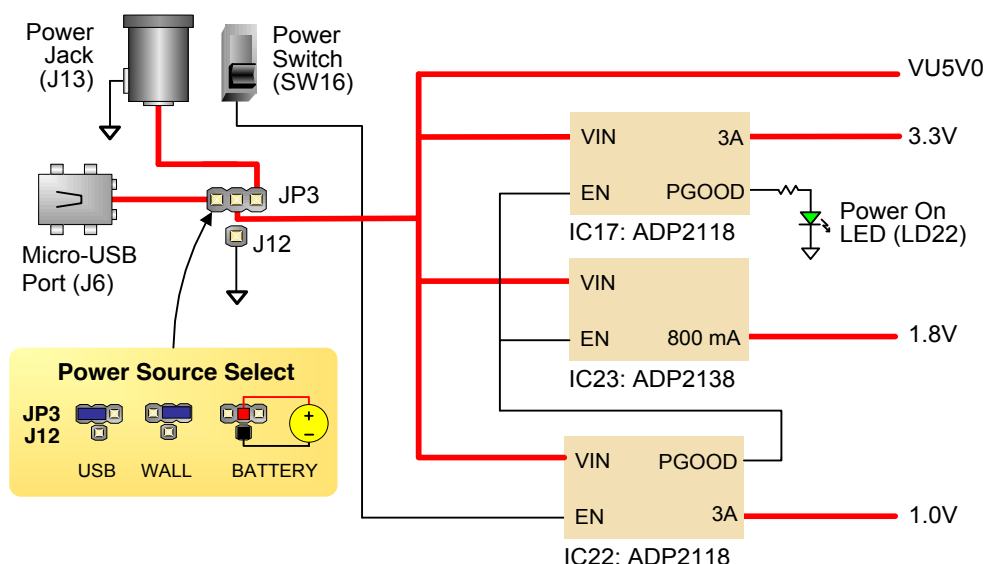 Power
Jack
(J13)
Power
Switch
(SW16)
VU5V0
VIN
3A
3.3V
EN
PGOOD
IC17: ADP2118
Power On
LED (LD22)
JP3
J12
Micro-USB
Port (J6)
VIN
EN
800 mA
1.8V
IC23: ADP2138
Power Source Select
JP3
J12
+
–
USB
WALL
BATTERY
VIN
PGOOD
EN
3A
1.0V
IC22: ADP2118